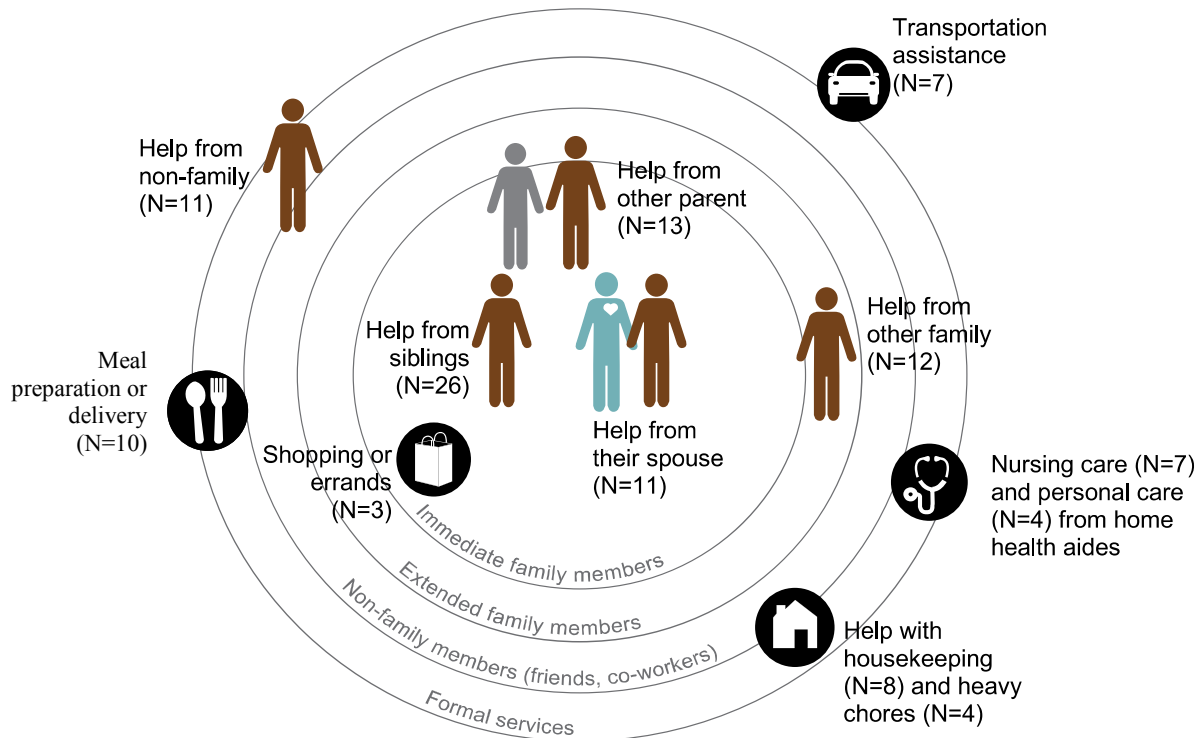 Transportation
assistance
(N=7)
Help from
non-family
(N=11)
Help from
other parent
(N=13)
Help from
siblings
(N=26)
Help from
other family
(N=12)
Meal
preparation or
delivery
(N=10)
Shopping or
errands
(N=3)
Help from
their spouse
(N=11)
Nursing care (N=7)
and personal care
(N=4) from home
health aides
Help with
housekeeping
(N=8) and heavy
chores (N=4)
Immediate family members
Extended family members
Non-family members (friends, co-workers)
Formal services